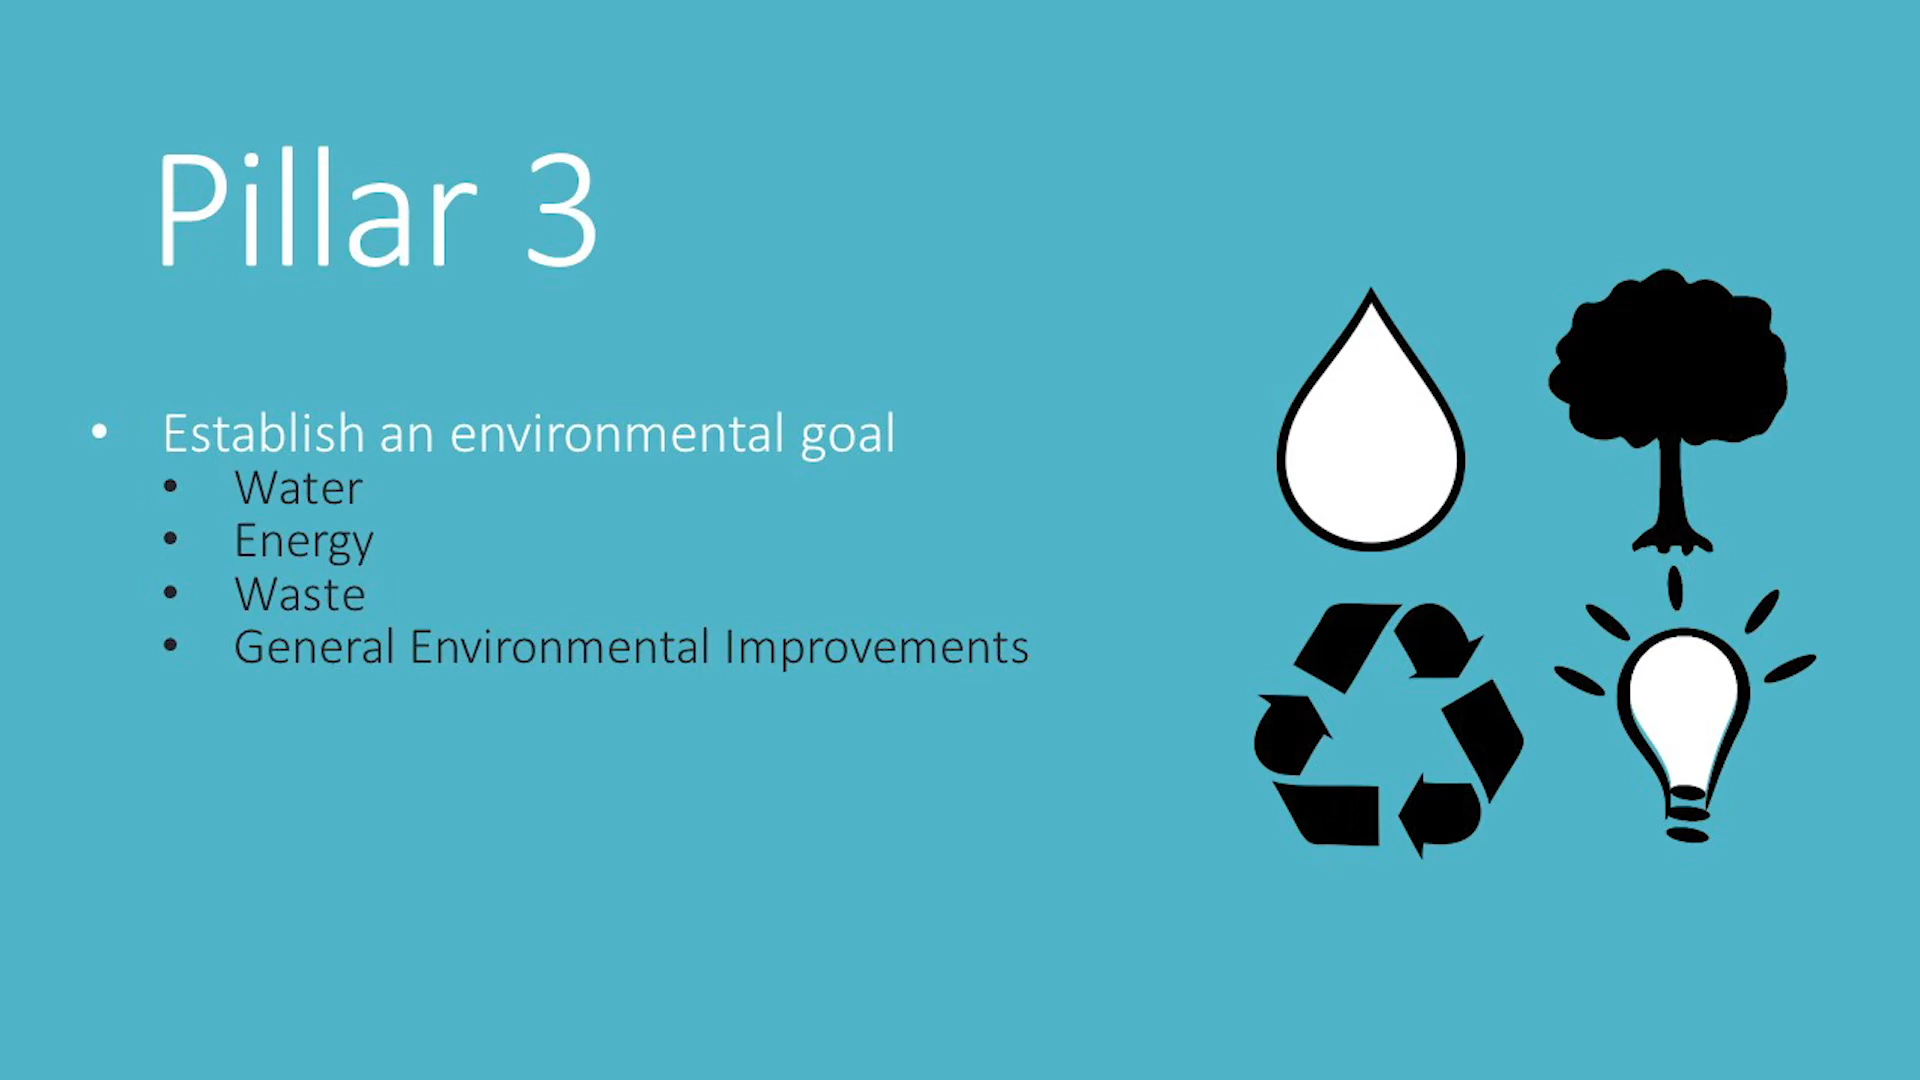 Pillar 3
• Establish an environmental goal
• Water
• Energy
• Waste
• General Environmental Improvements